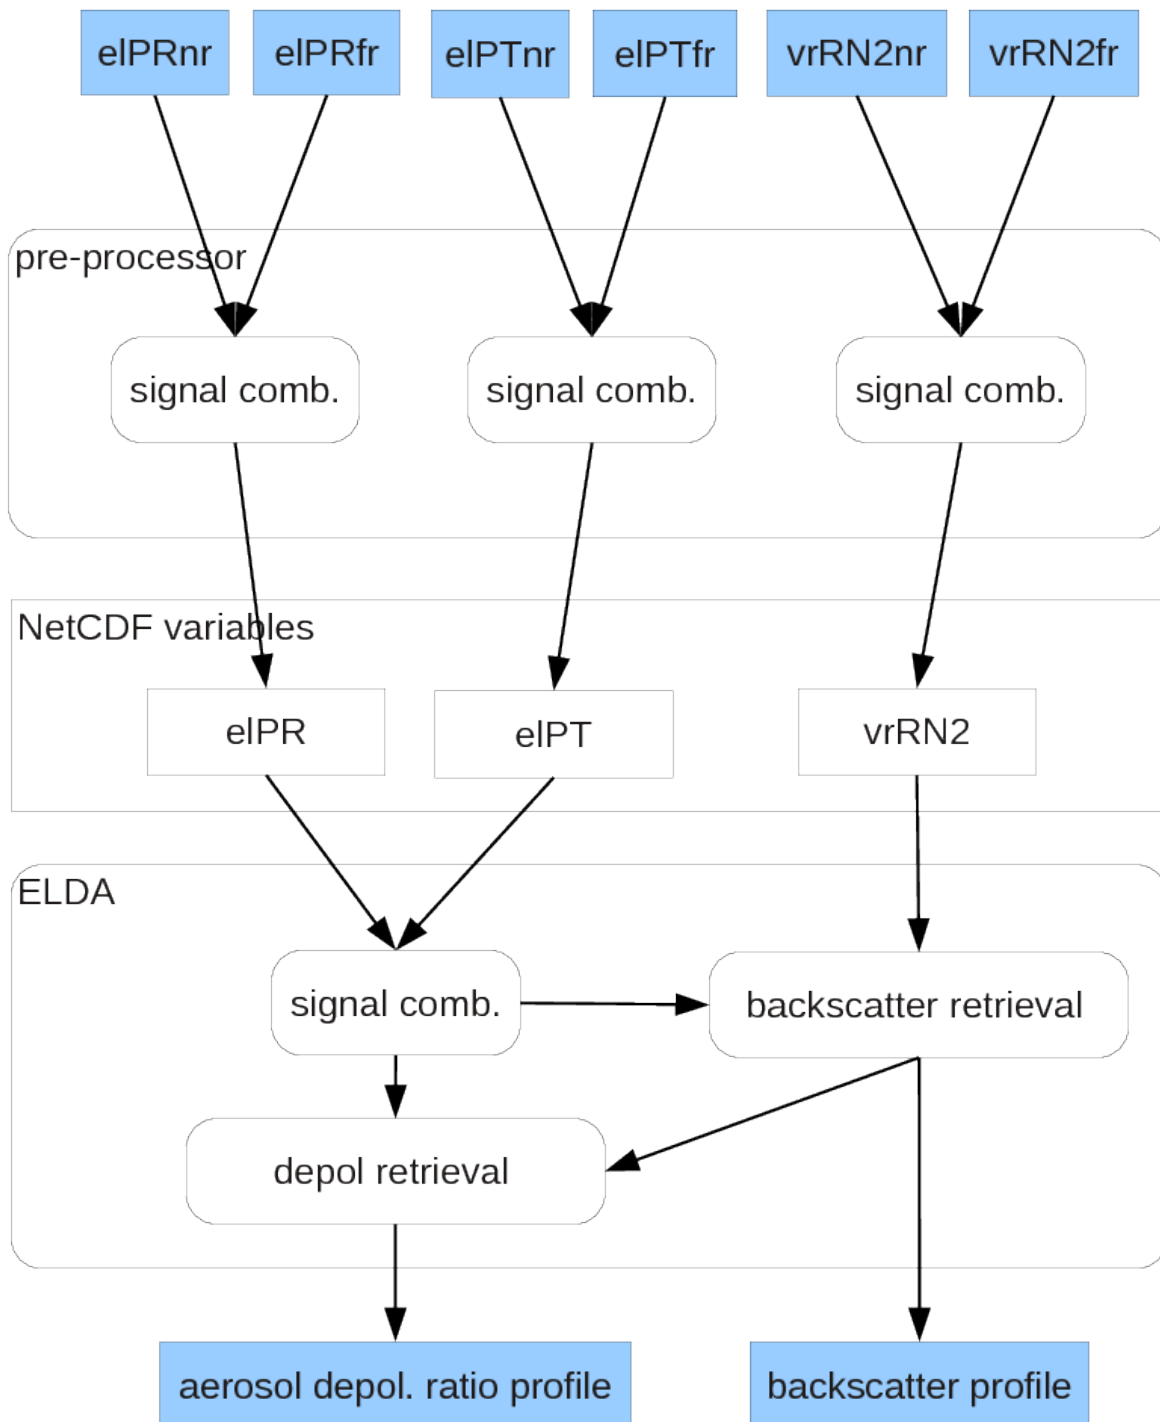 elPRnr
elPRfr
elPTnr
elPTfr
vrRN2nr
vrRN2fr
pre-processor
signal comb.
signal comb.
signal comb.
NetCDF variables
elPR
elPT
vrRN2
ELDA
signal comb.
backscatter retrieval
depol retrieval
aerosol depol. ratio profile
backscatter profile